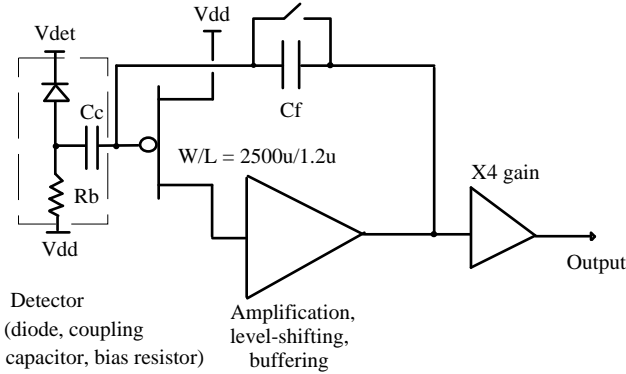 Vdd
Vdet
Cc
Cf
W/L = 2500u/1.2u
X4 gain
Rb
Vdd
Output
Detector
(diode, coupling
capacitor, bias resistor)
Amplification,
level-shifting,
buffering